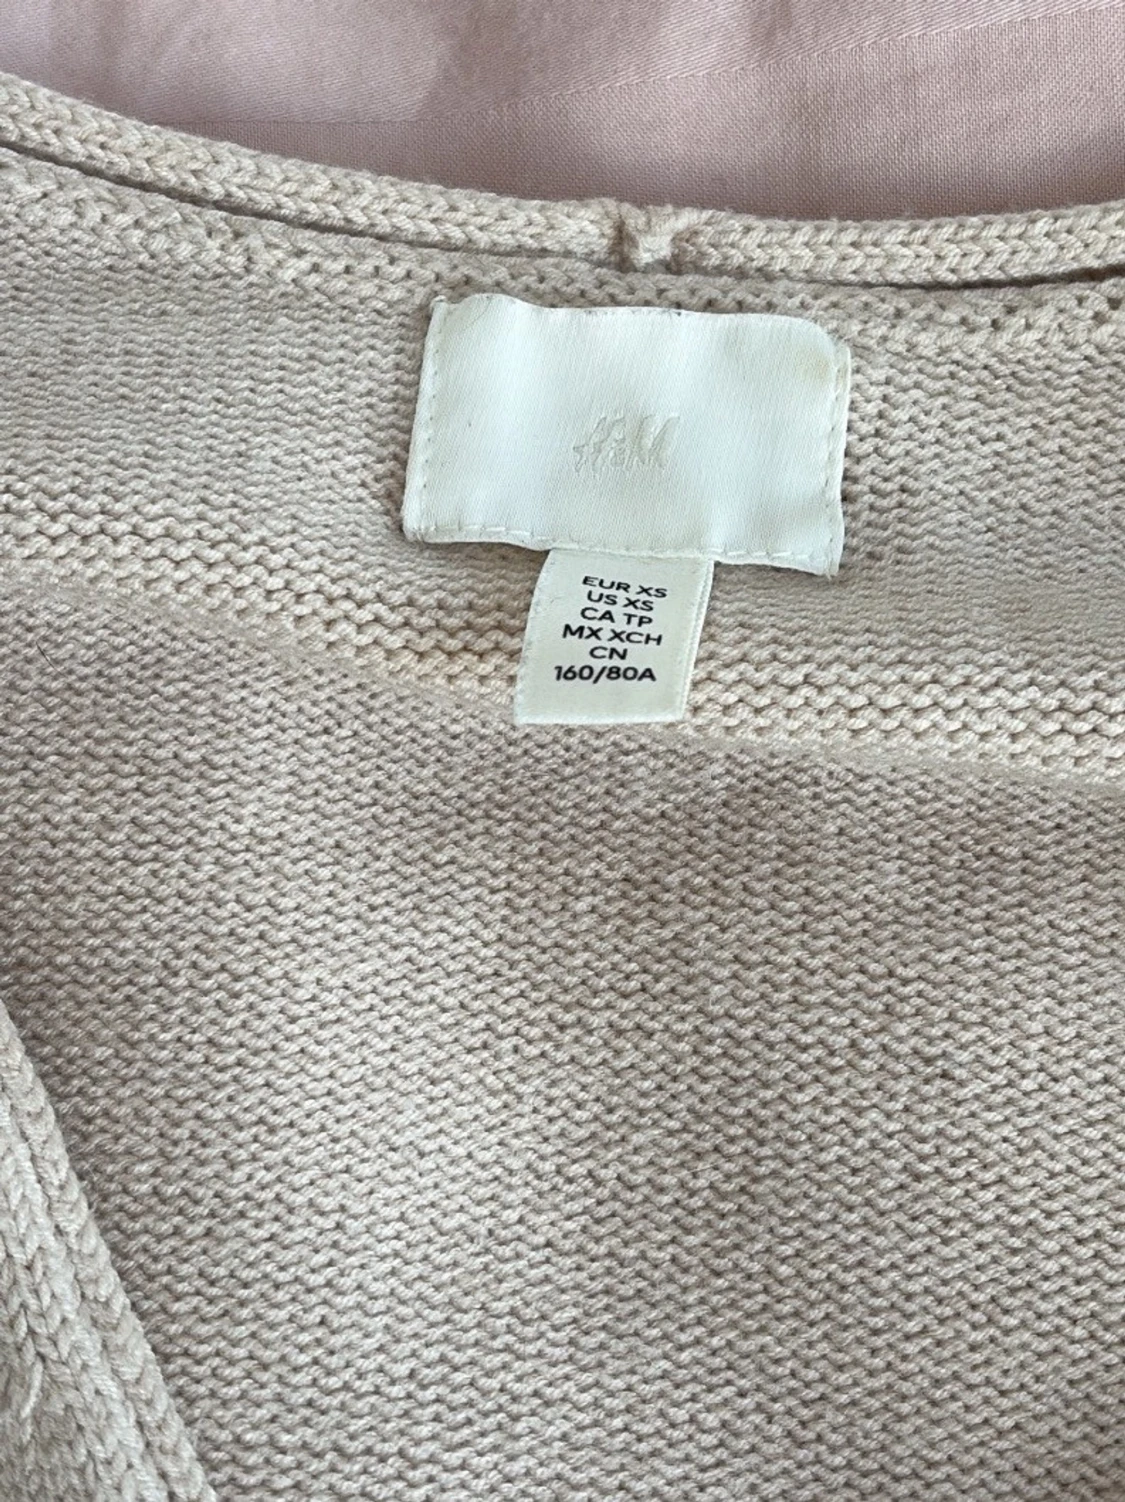 H&M
EUR XS
US XS
CA TP
MX XCH
CN
160/80A